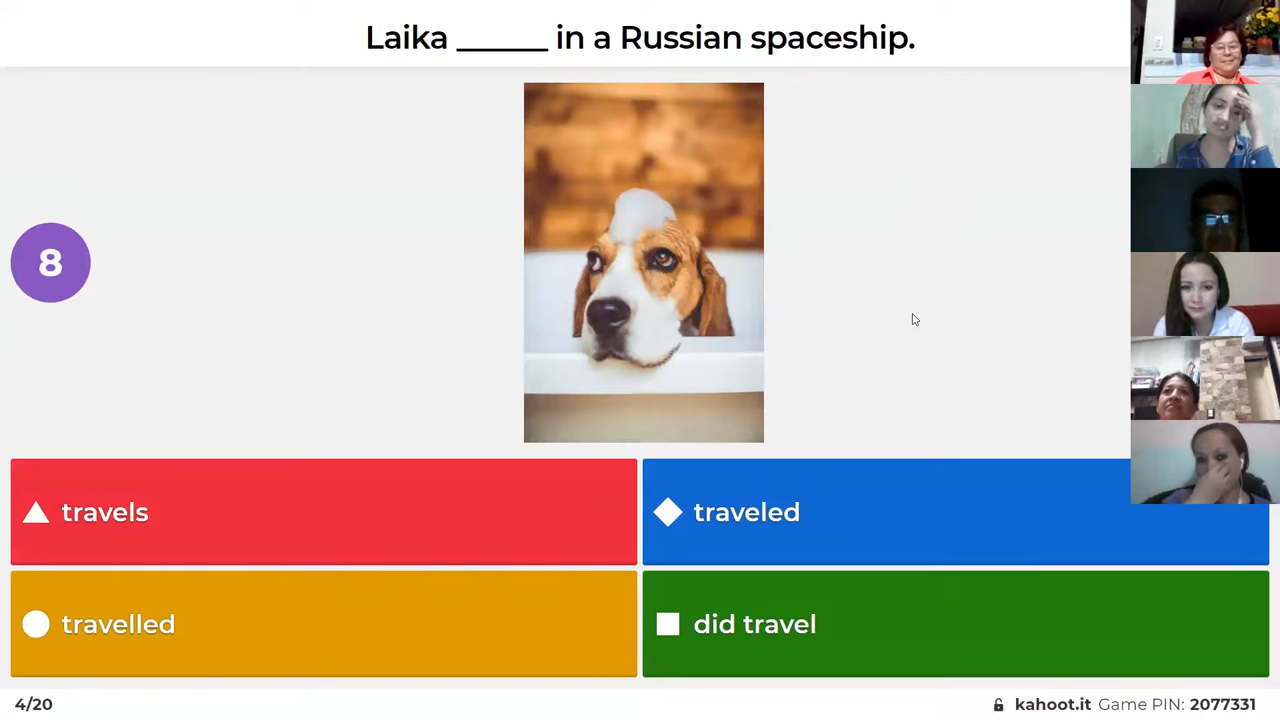 Laika ______ in a Russian spaceship.
8
travels
traveled
travelled
did travel
4/20
kahoot.it Game PIN: 2077331